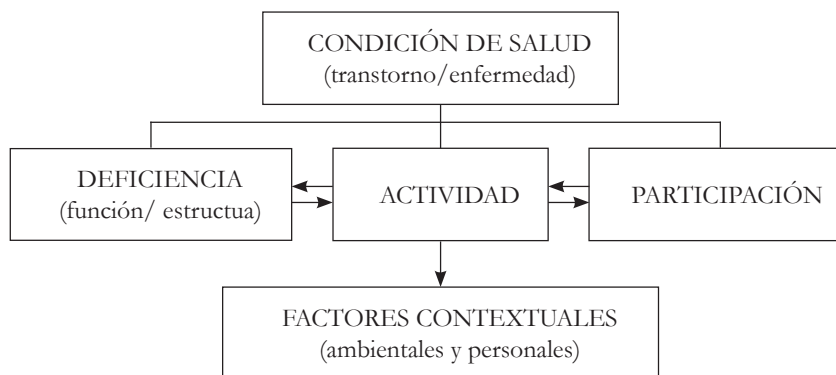 CONDICIÓN DE SALUD
(transtorno/enfermedad)
DEFICIENCIA
(función/ estructua)
ACTIVIDAD
PARTICIPACIÓN
FACTORES CONTEXTUALES
(ambientales y personales)